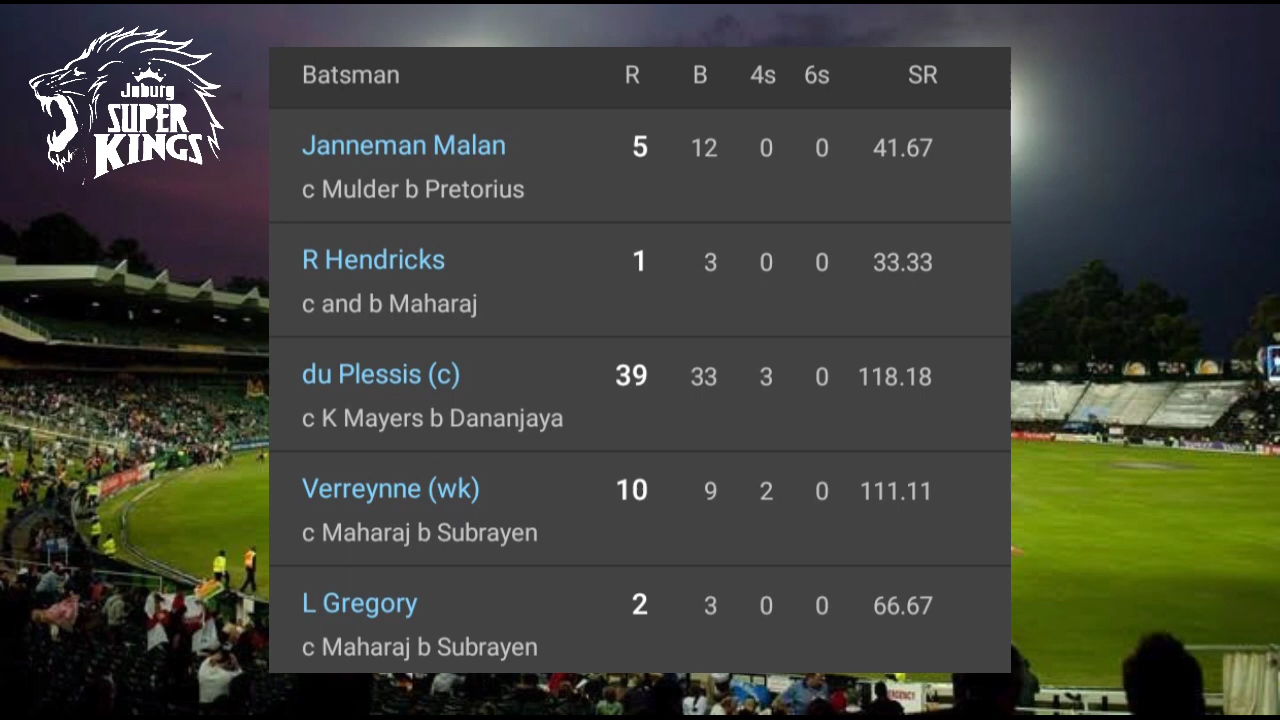 Joburg
SUPER
KINGS
Batsman R B 4s 6s SR
Janneman Malan 5 12 0 0 41.67
c Mulder b Pretorius
R Hendricks 1 3 0 0 33.33
c and b Maharaj
du Plessis (c) 39 33 3 0 118.18
c K Mayers b Dananjaya
Verreynne (wk) 10 9 2 0 111.11
c Maharaj b Subrayen
L Gregory 2 3 0 0 66.67
c Maharaj b Subrayen